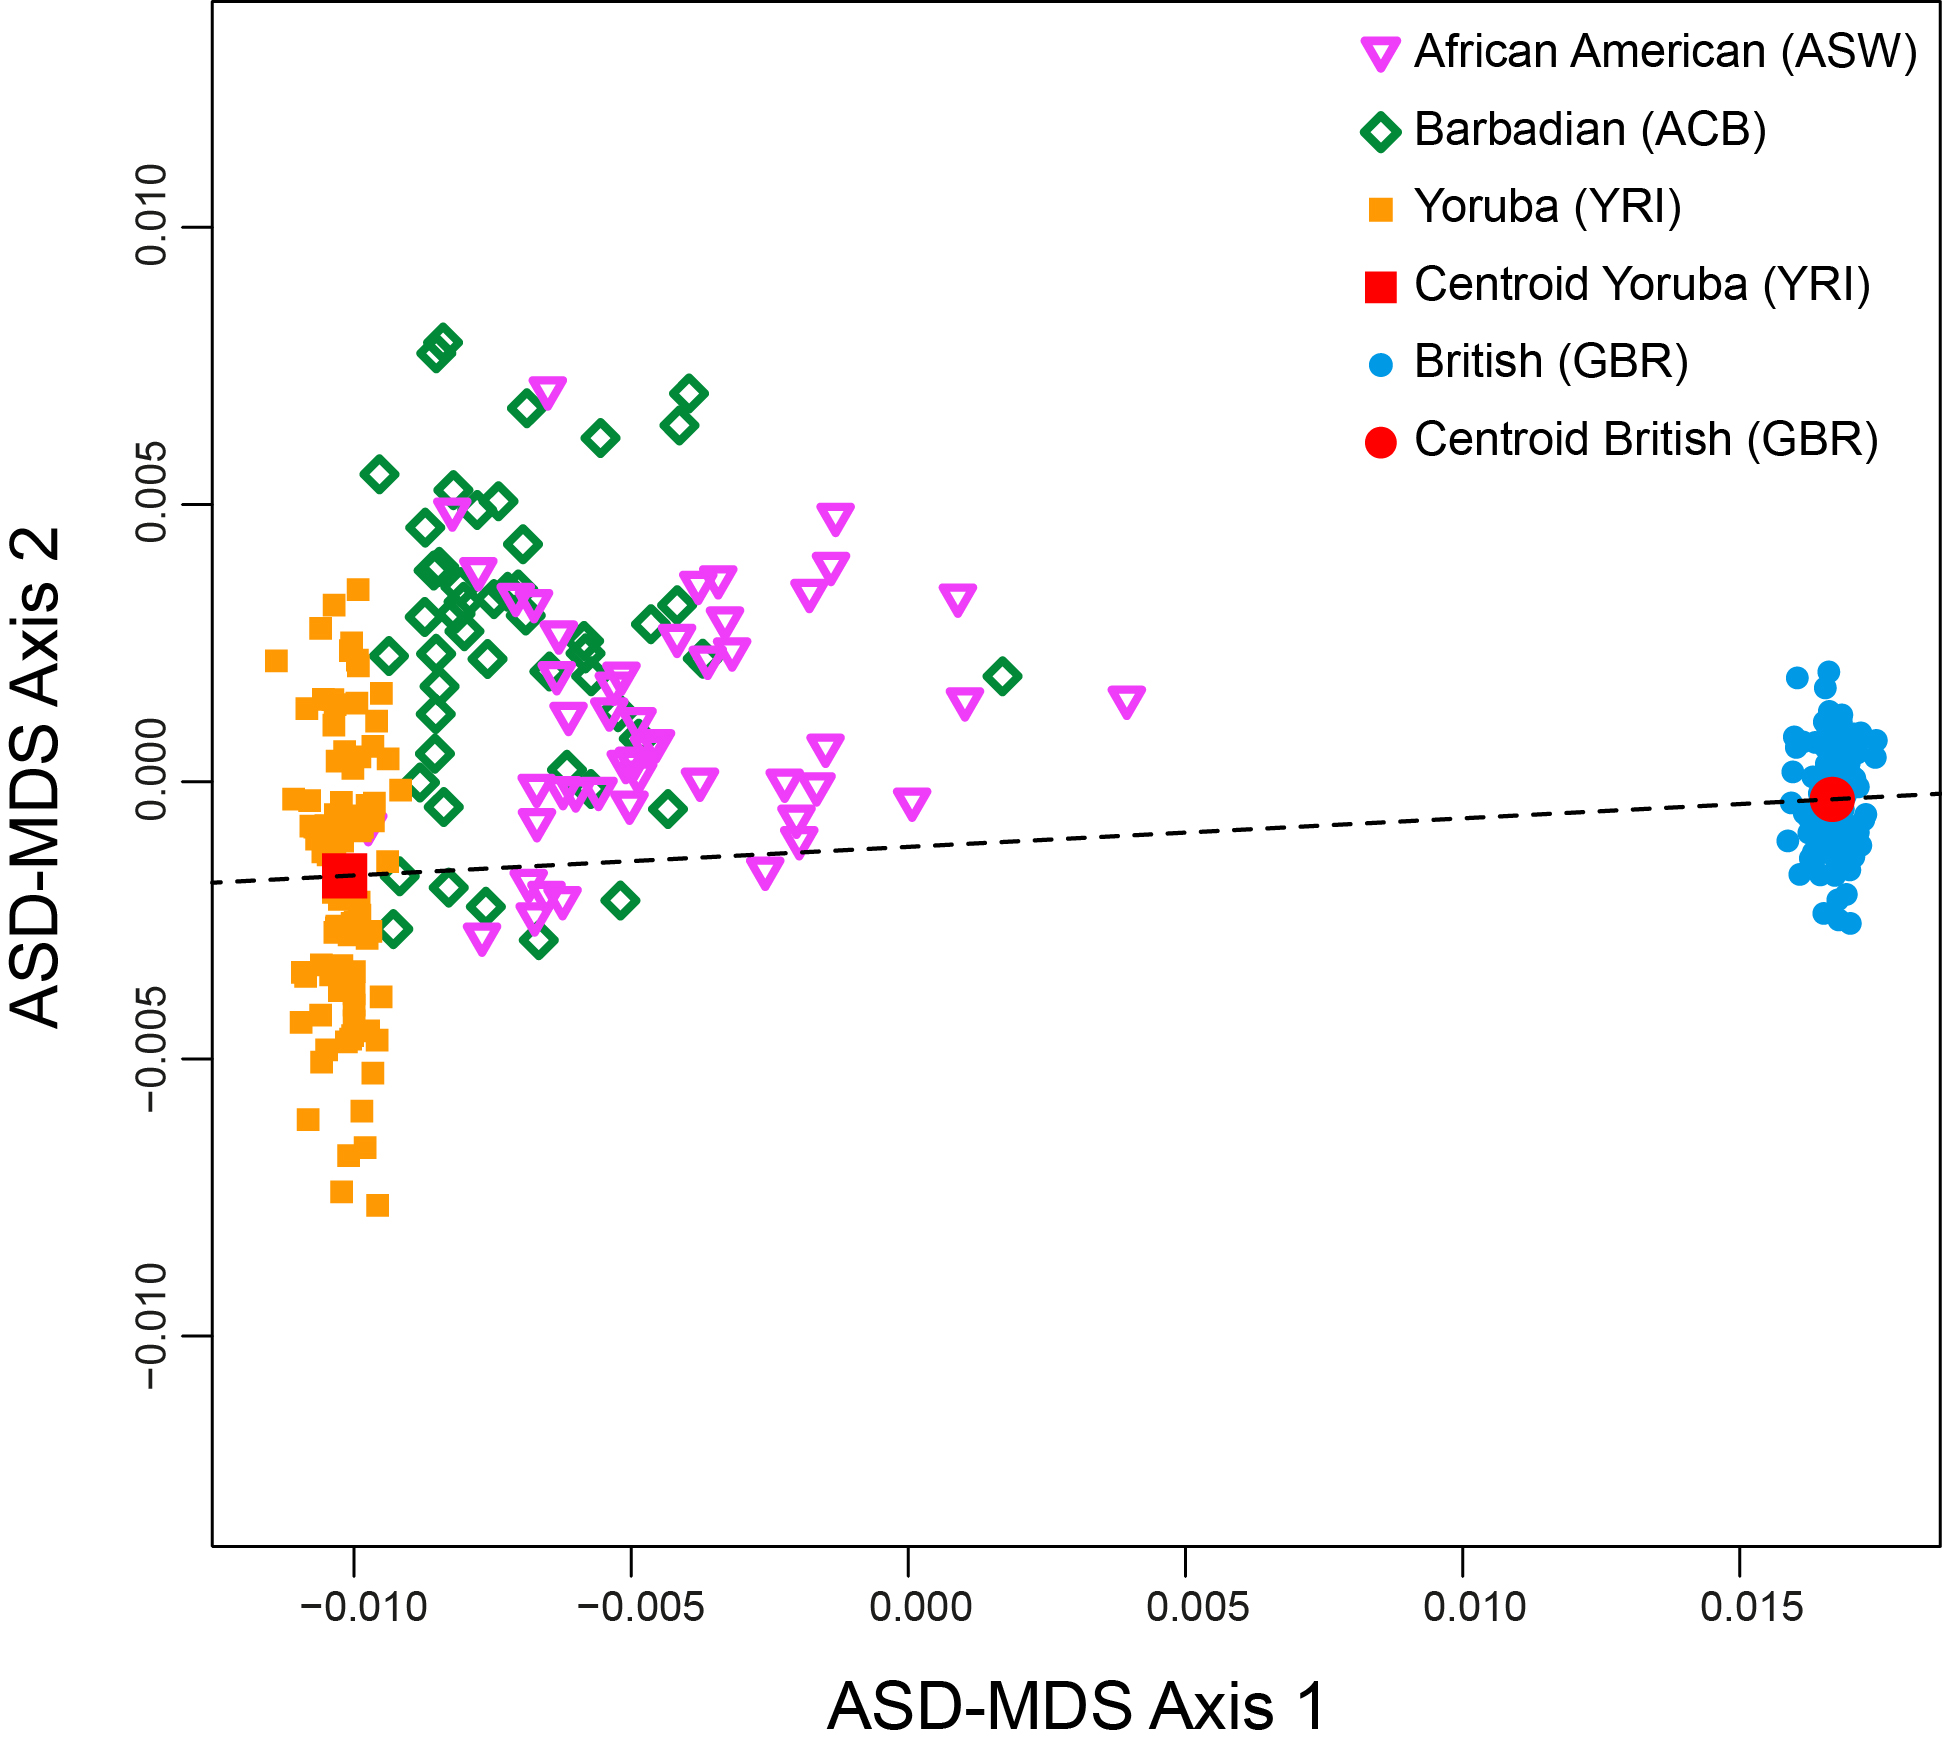 African American (ASW)
Barbadian (ACB)
Yoruba (YRI)
Centroid Yoruba (YRI)
British (GBR)
Centroid British (GBR)
ASD-MDS Axis 2
0.010
0.005
0.000
−0.005
−0.010
−0.010
−0.005
0.000
0.005
0.010
0.015
ASD-MDS Axis 1